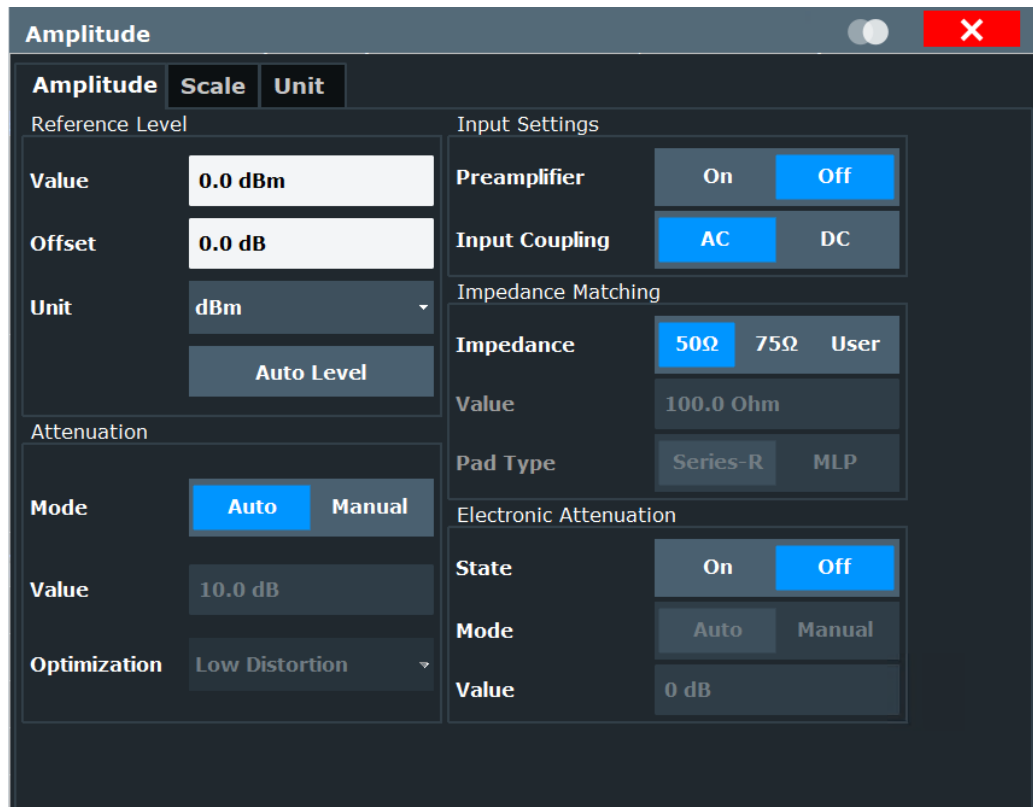 Amplitude
Amplitude Scale Unit
Reference Level
Value 0.0 dBm
Offset 0.0 dB
Unit dBm
Auto Level
Attenuation
Mode Auto Manual
Value 10.0 dB
Optimization Low Distortion
Input Settings
Preamplifier On Off
Input Coupling AC DC
Impedance Matching
Impedance 50Ω 75Ω User
Value 100.0 Ohm
Pad Type Series-R MLP
Electronic Attenuation
State On Off
Mode Auto Manual
Value 0 dB